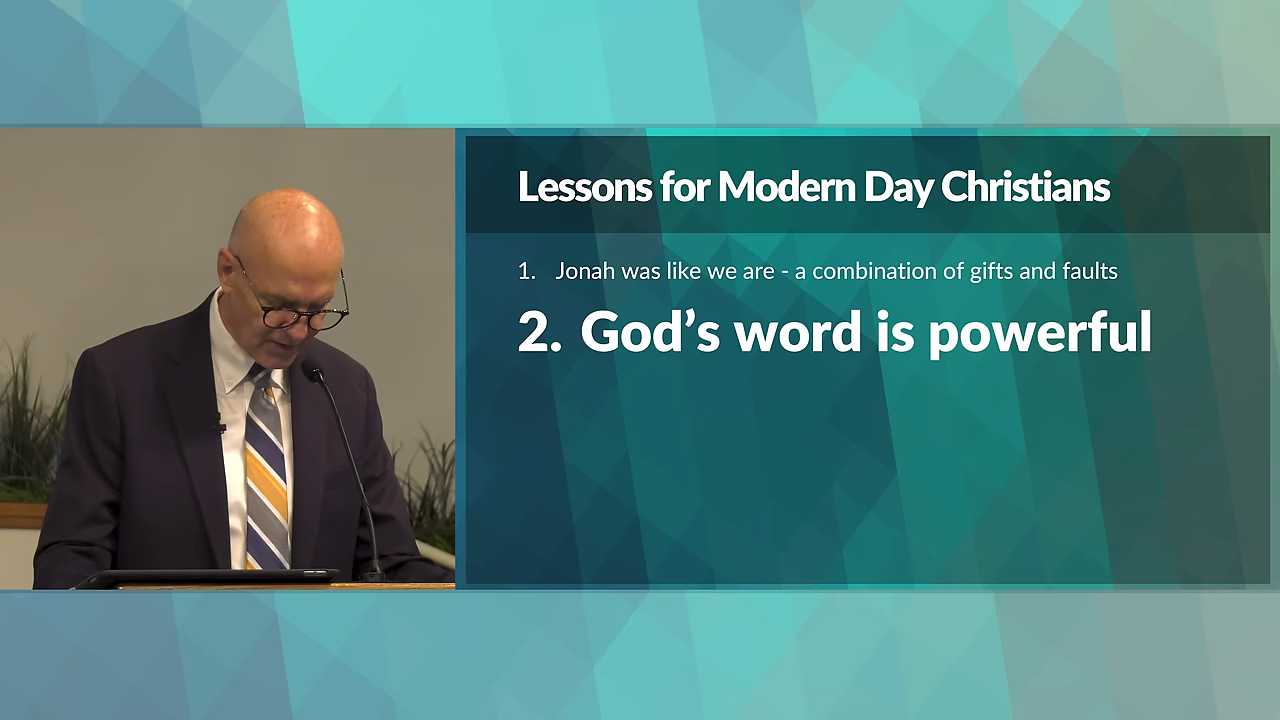 Lessons for Modern Day Christians
1. Jonah was like we are - a combination of gifts and faults
2. God’s word is powerful